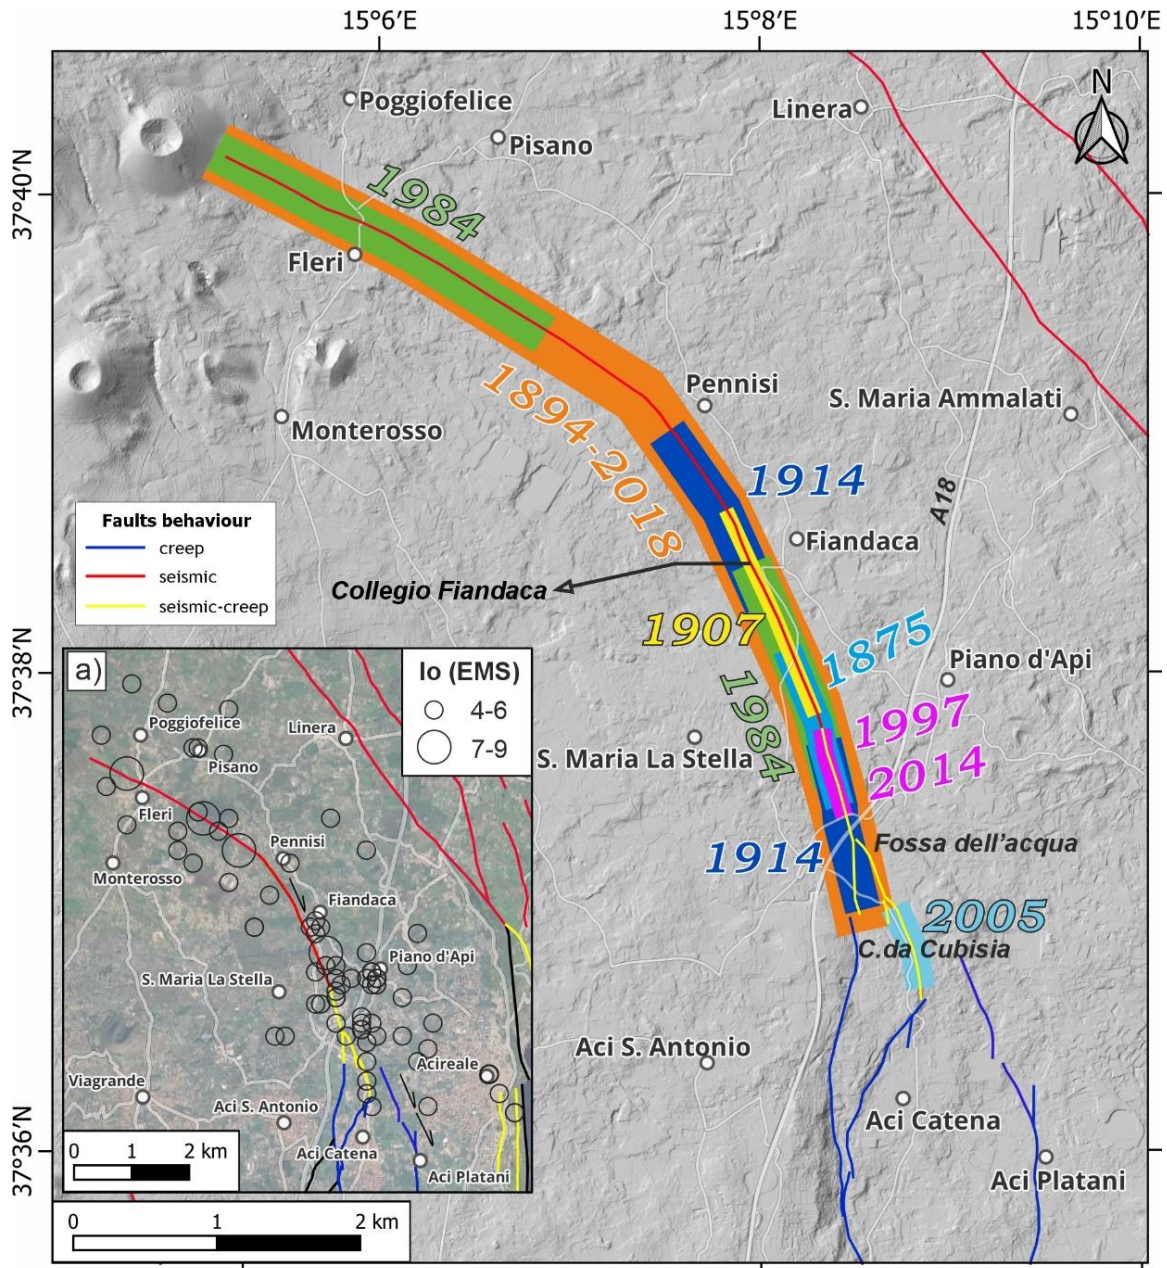 15°6′E
15°8′E
15°10′E
N
Poggiofelice
Linera
Pisano
37°40′N
1984
Fleri
Pennisi
S. Maria Ammalati
1894-2018
Monterosso
1914
A18
Faults behaviour
creep
seismic
seismic-creep
Fiandaca
Collegio Fiandaca
1907
1875
37°38′N
Piano d'Api
1984
1997
S. Maria La Stella
2014
Fossa dell’acqua
1914
2005
C.da Cubisia
Aci S. Antonio
Aci Catena
37°36′N
Aci Platani
a)
Io (EMS)
4-6
7-9
Poggiofelice
Linera
Pisano
Fleri
Pennisi
Monterosso
Fiandaca
Piano d'Api
S. Maria La Stella
Acireale
Viagrande
Aci S. Antonio
Aci Catena
Aci Platani
0 1 2 km
0 1 2 km